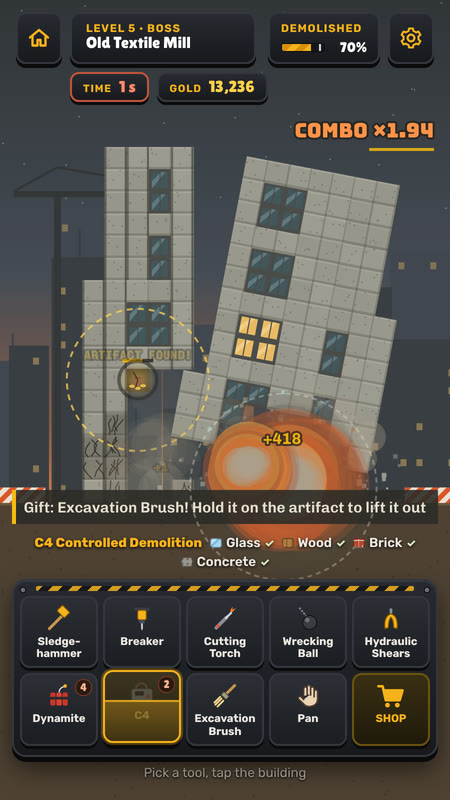 LEVEL 5 • BOSS
Old Textile Mill
DEMOLISHED
70%
TIME 1s
GOLD 13,236
COMBO ×1.94
ARTIFACT FOUND!
+418
Gift: Excavation Brush! Hold it on the artifact to lift it out
C4 Controlled Demolition Glass ✓ Wood ✓ Brick ✓
Concrete ✓
Sledge-
hammer
Breaker
Cutting
Torch
Wrecking
Ball
Hydraulic
Shears
4
Dynamite
2
C4
Excavation
Brush
Pan
SHOP
Pick a tool, tap the building